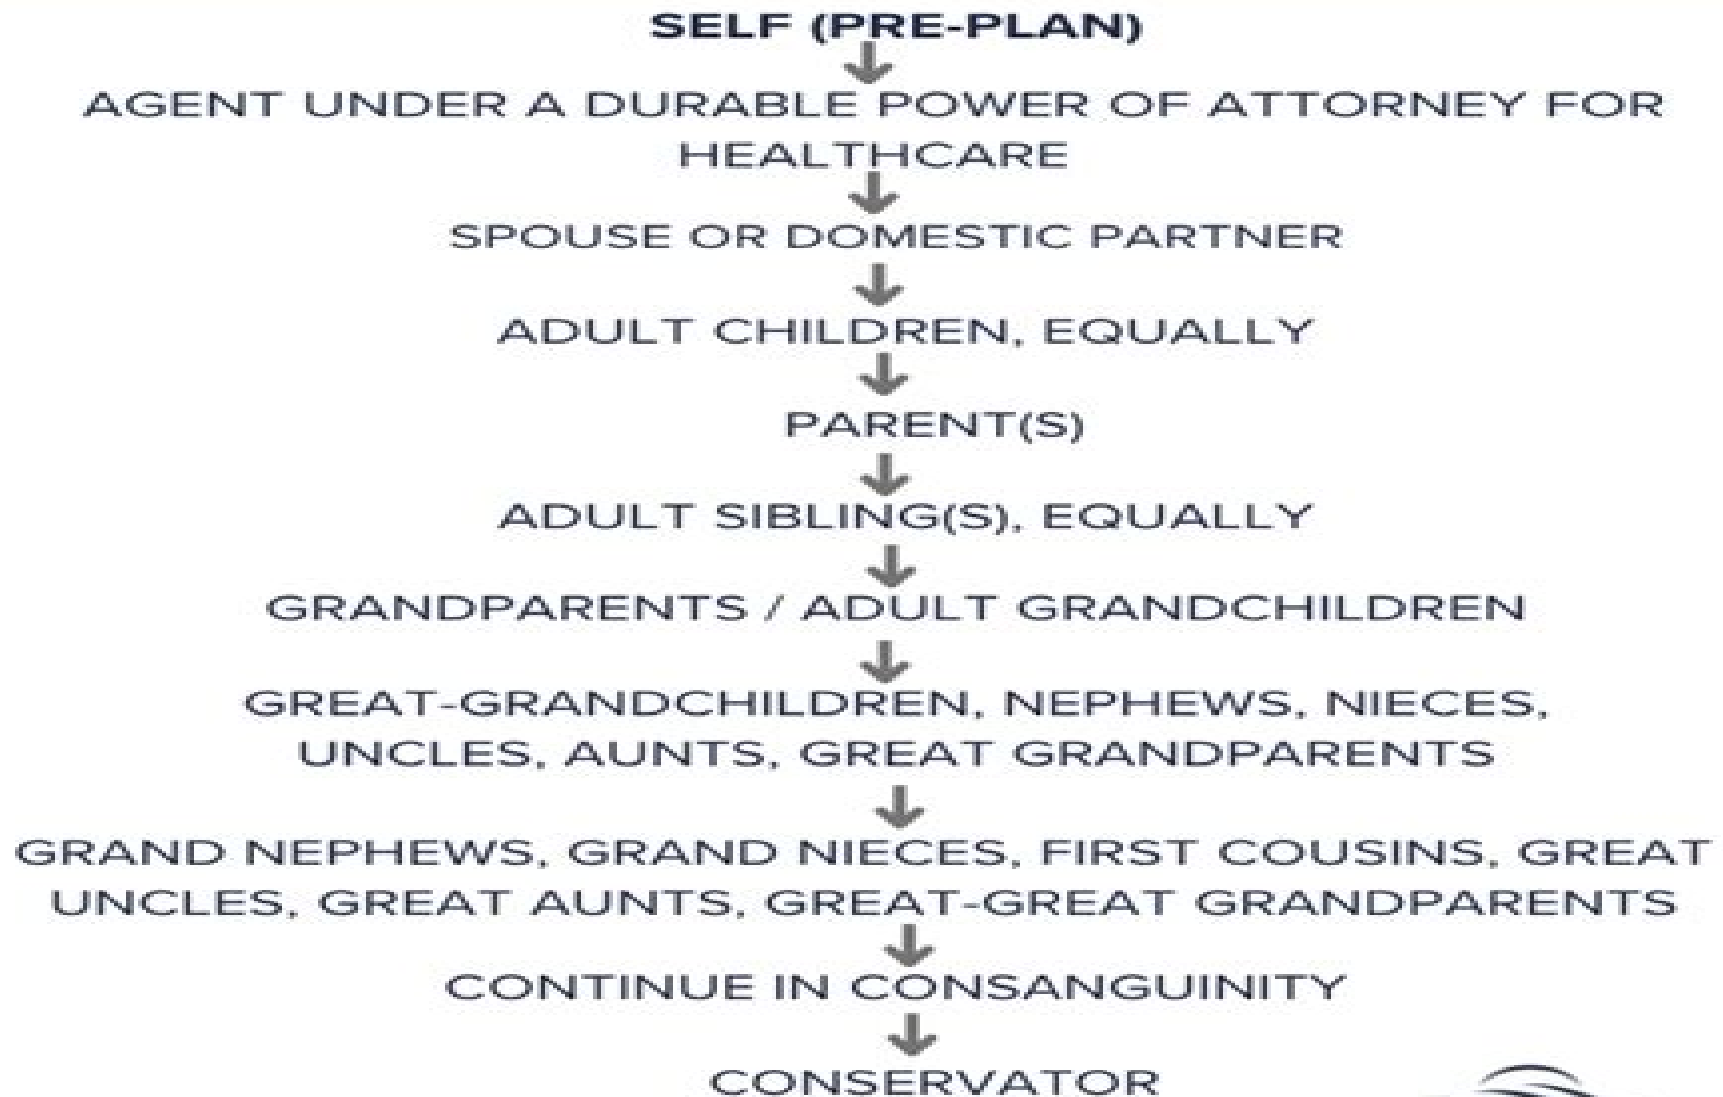 SELF (PRE-PLAN)
AGENT UNDER A DURABLE POWER OF ATTORNEY FOR
HEALTHCARE
SPOUSE OR DOMESTIC PARTNER
ADULT CHILDREN, EQUALLY
PARENT(S)
ADULT SIBLING(S), EQUALLY
GRANDPARENTS / ADULT GRANDCHILDREN
GREAT-GRANDCHILDREN, NEPHEWS, NIECES,
UNCLES, AUNTS, GREAT GRANDPARENTS
GRAND NEPHEWS, GRAND NIECES, FIRST COUSINS, GREAT
UNCLES, GREAT AUNTS, GREAT-GREAT GRANDPARENTS
CONTINUE IN CONSANGUINITY
CONSERVATOR